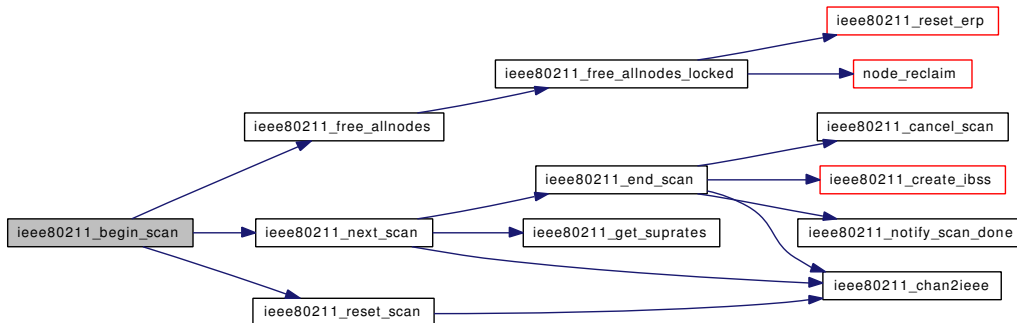 ieee80211_reset_erp
ieee80211_free_allnodes_locked
node_reclaim
ieee80211_free_allnodes
ieee80211_cancel_scan
ieee80211_end_scan
ieee80211_create_ibss
ieee80211_begin_scan
ieee80211_next_scan
ieee80211_get_suprates
ieee80211_notify_scan_done
ieee80211_chan2ieee
ieee80211_reset_scan